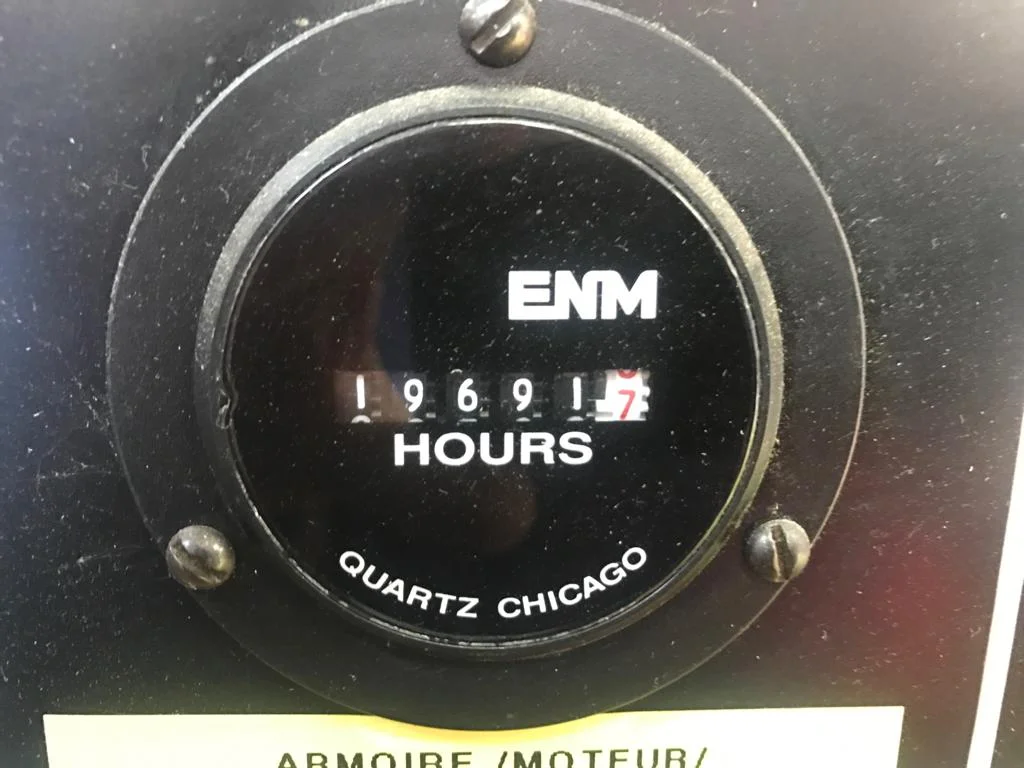 ENM
196917
HOURS
QUARTZ CHICAGO
ARMOIRE /MOTEUR/